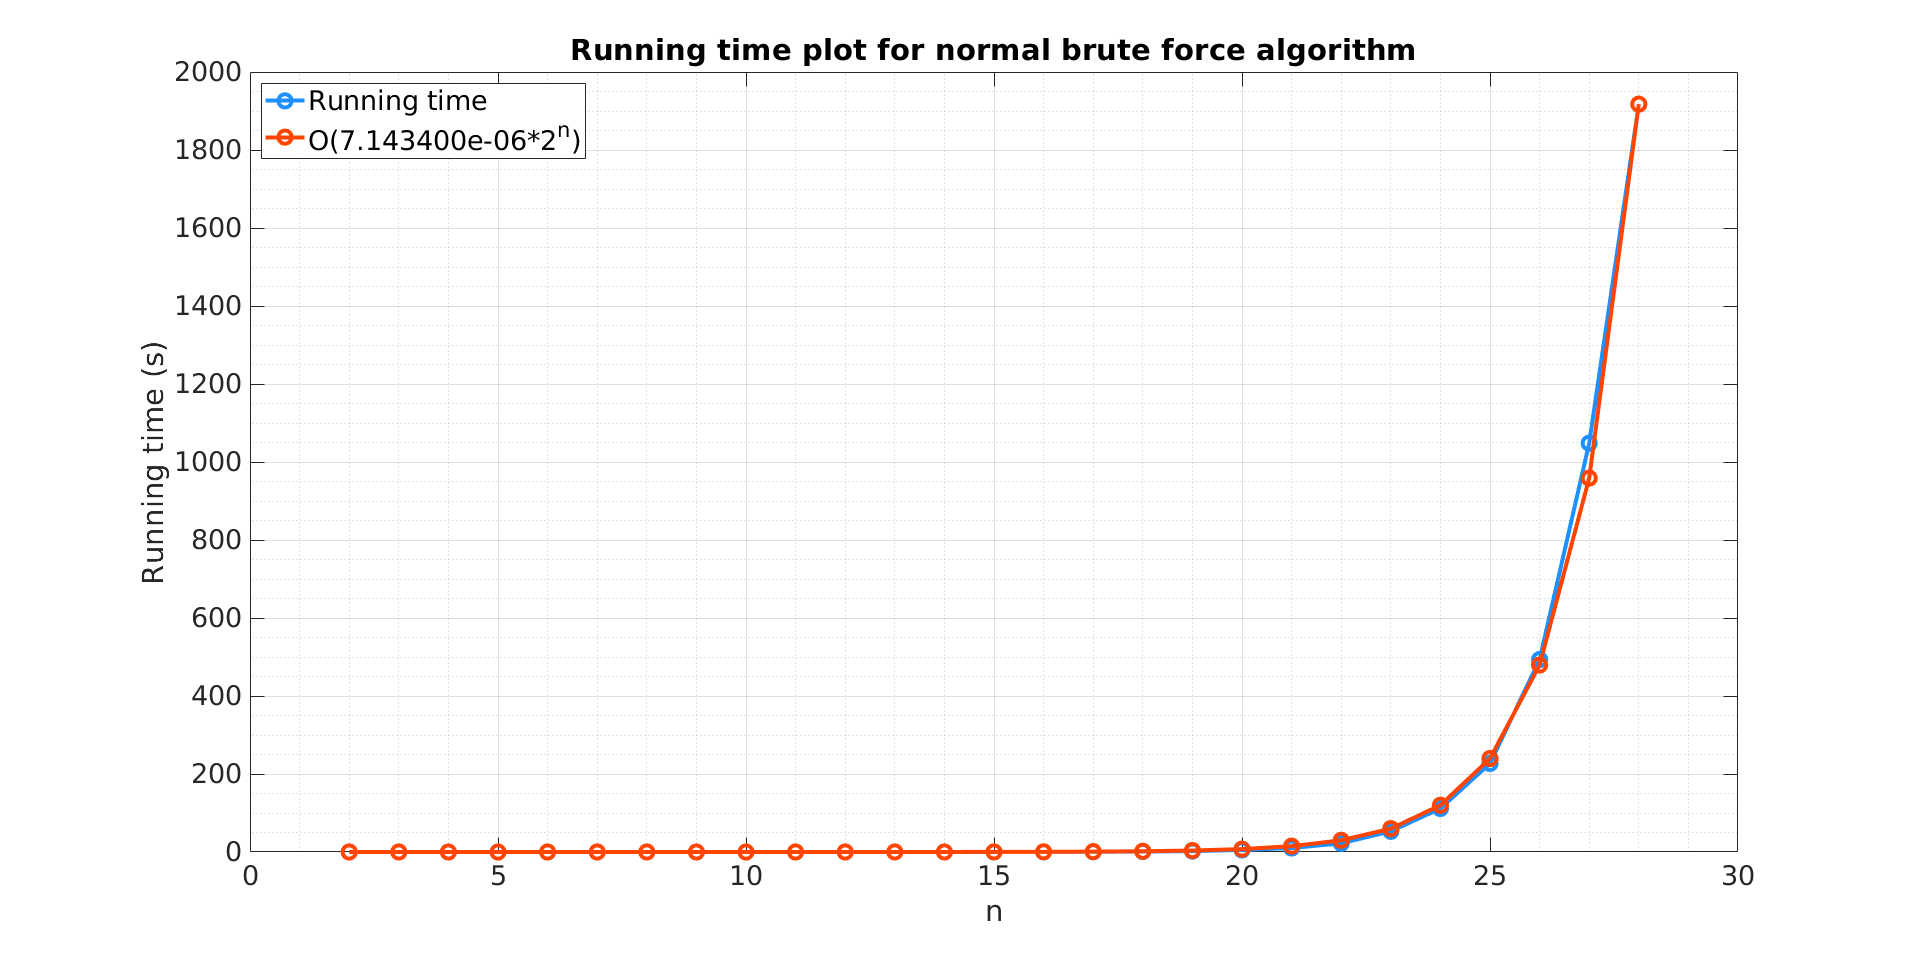 Running time plot for normal brute force algorithm
Running time
O(7.143400e-06*2^n)
2000
1800
1600
1400
1200
1000
800
600
400
200
0
Running time (s)
0 5 10 15 20 25 30
n